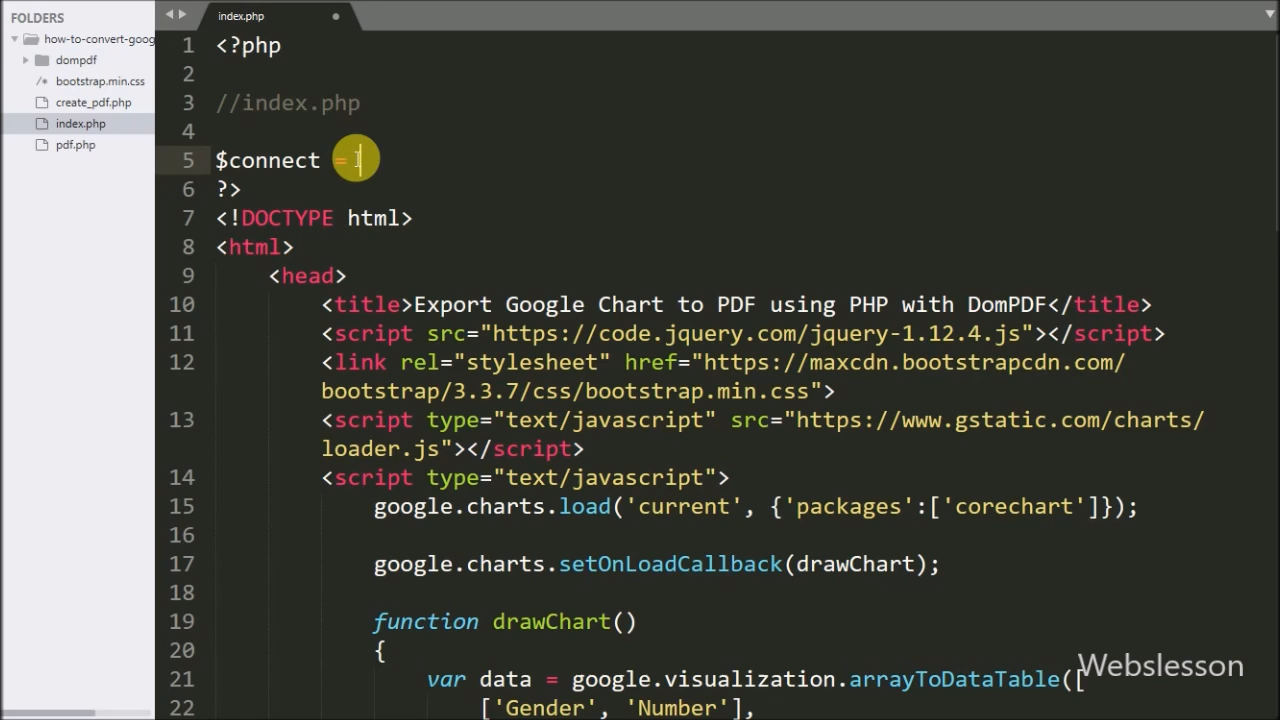 FOLDERS
how-to-convert-goog
dompdf
/* bootstrap.min.css
create_pdf.php
index.php
pdf.php
index.php
1 <?php
2
3 //index.php
4
5 $connect =
6 ?>
7 <!DOCTYPE html>
8 <html>
9 <head>
10 <title>Export Google Chart to PDF using PHP with DomPDF</title>
11 <script src="https://code.jquery.com/jquery-1.12.4.js"></script>
12 <link rel="stylesheet" href="https://maxcdn.bootstrapcdn.com/
bootstrap/3.3.7/css/bootstrap.min.css">
13 <script type="text/javascript" src="https://www.gstatic.com/charts/
loader.js"></script>
14 <script type="text/javascript">
15 google.charts.load('current', {'packages':['corechart']});
16
17 google.charts.setOnLoadCallback(drawChart);
18
19 function drawChart()
20 {
21 var data = google.visualization.arrayToDataTable([
22 ['Gender', 'Number'],
Webslesson